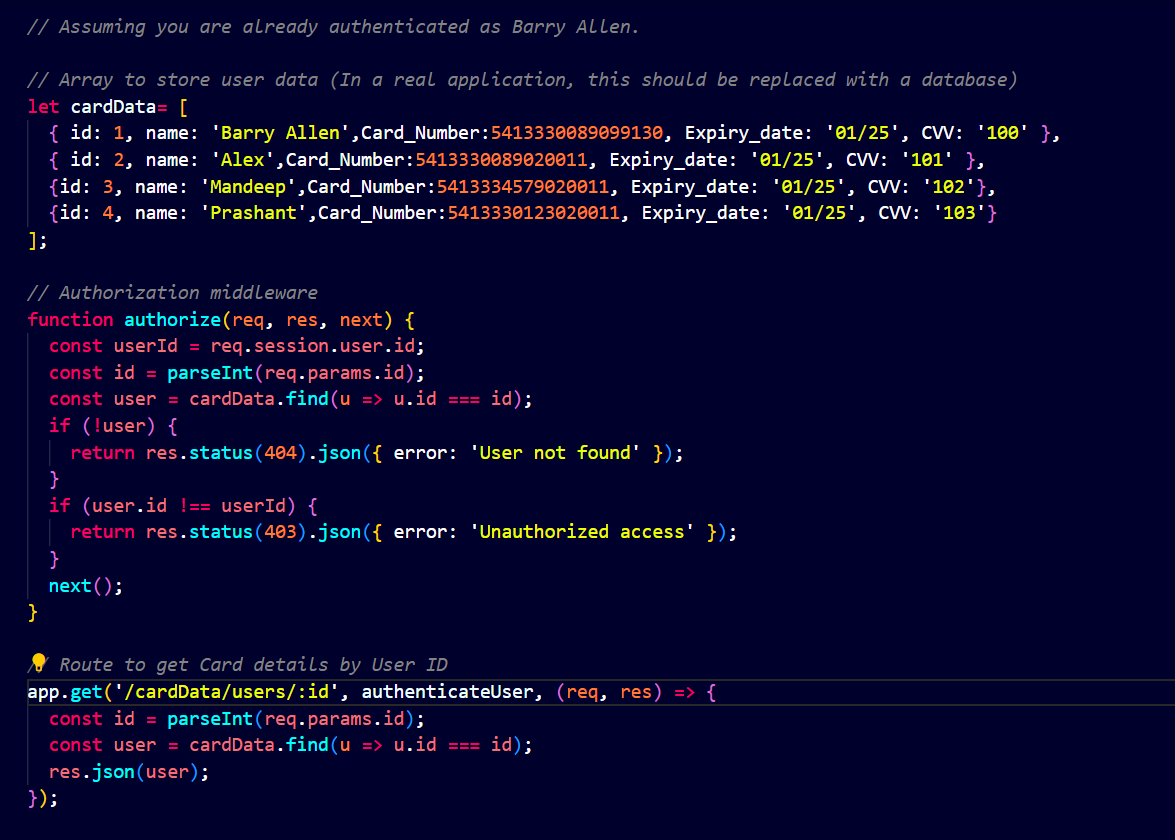 // Assuming you are already authenticated as Barry Allen.
// Array to store user data (In a real application, this should be replaced with a database)
let cardData= [
  { id: 1, name: 'Barry Allen',Card_Number:5413330089099130, Expiry_date: '01/25', CVV: '100' },
  { id: 2, name: 'Alex',Card_Number:5413330089020011, Expiry_date: '01/25', CVV: '101' },
  {id: 3, name: 'Mandeep',Card_Number:5413334579020011, Expiry_date: '01/25', CVV: '102'},
  {id: 4, name: 'Prashant',Card_Number:5413330123020011, Expiry_date: '01/25', CVV: '103'}
];
// Authorization middleware
function authorize(req, res, next) {
  const userId = req.session.user.id;
  const id = parseInt(req.params.id);
  const user = cardData.find(u => u.id === id);
  if (!user) {
    return res.status(404).json({ error: 'User not found' });
  }
  if (user.id !== userId) {
    return res.status(403).json({ error: 'Unauthorized access' });
  }
  next();
}
// Route to get Card details by User ID
app.get('/cardData/users/:id', authenticateUser, (req, res) => {
  const id = parseInt(req.params.id);
  const user = cardData.find(u => u.id === id);
  res.json(user);
});